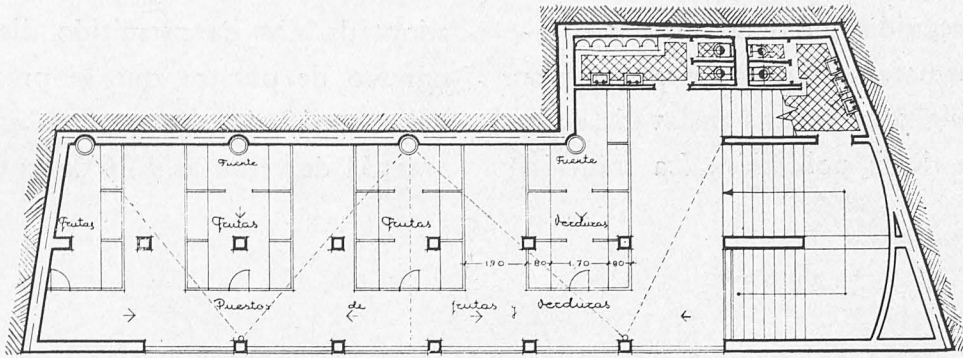 Fuente
Fuente
Frutas
Frutas
Frutas
Verduras
1.90
80
1.70
80
Puestos de frutas y verduras